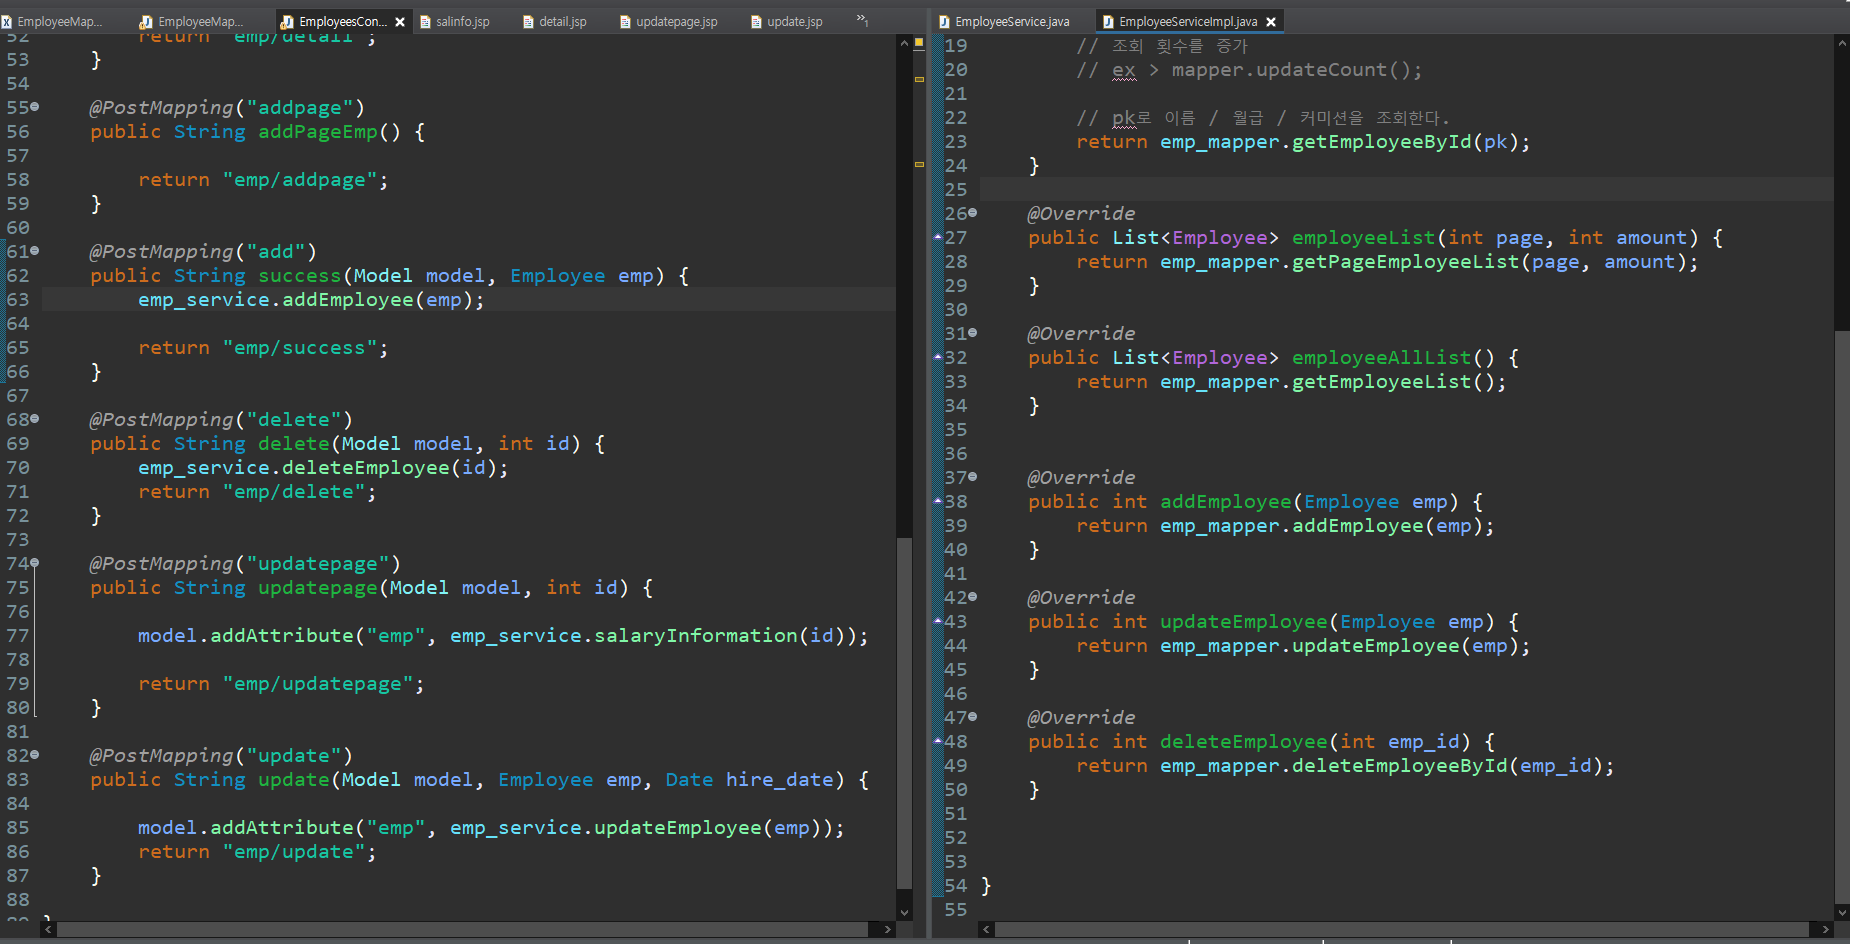 EmployeeMap...
EmployeeMap...
EmployeesCon...
salinfo.jsp
detail.jsp
updatepage.jsp
update.jsp
»1
52 return "emp/detail";
53 }
54
55 @PostMapping("addpage")
56 public String addPageEmp() {
57
58 return "emp/addpage";
59 }
60
61 @PostMapping("add")
62 public String success(Model model, Employee emp) {
63 emp_service.addEmployee(emp);
64
65 return "emp/success";
66 }
67
68 @PostMapping("delete")
69 public String delete(Model model, int id) {
70 emp_service.deleteEmployee(id);
71 return "emp/delete";
72 }
73
74 @PostMapping("updatepage")
75 public String updatepage(Model model, int id) {
76
77 model.addAttribute("emp", emp_service.salaryInformation(id));
78
79 return "emp/updatepage";
80 }
81
82 @PostMapping("update")
83 public String update(Model model, Employee emp, Date hire_date) {
84
85 model.addAttribute("emp", emp_service.updateEmployee(emp));
86 return "emp/update";
87 }
88
89 }
EmployeeService.java
EmployeeServiceImpl.java
19 // 조회 횟수를 증가
20 // ex > mapper.updateCount();
21
22 // pk로 이름 / 월급 / 커미션을 조회한다.
23 return emp_mapper.getEmployeeById(pk);
24 }
25
26 @Override
27 public List<Employee> employeeList(int page, int amount) {
28 return emp_mapper.getPageEmployeeList(page, amount);
29 }
30
31 @Override
32 public List<Employee> employeeAllList() {
33 return emp_mapper.getEmployeeList();
34 }
35
36
37 @Override
38 public int addEmployee(Employee emp) {
39 return emp_mapper.addEmployee(emp);
40 }
41
42 @Override
43 public int updateEmployee(Employee emp) {
44 return emp_mapper.updateEmployee(emp);
45 }
46
47 @Override
48 public int deleteEmployee(int emp_id) {
49 return emp_mapper.deleteEmployeeById(emp_id);
50 }
51
52
53
54 }
55